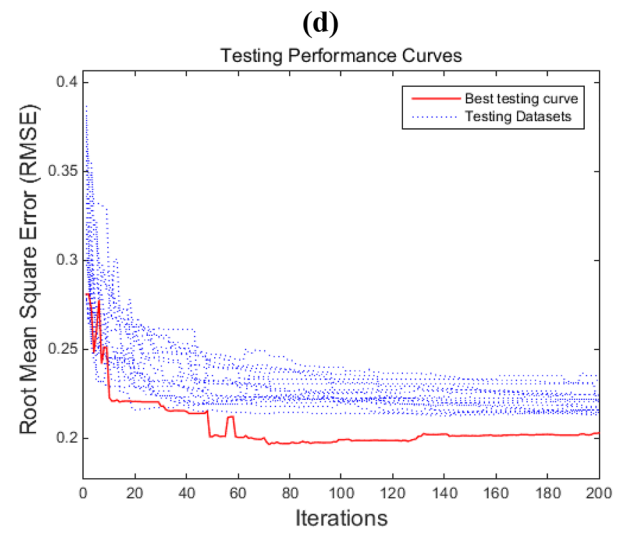 (d)
Testing Performance Curves
0.4
0.35
0.3
0.25
0.2
Root Mean Square Error (RMSE)
Best testing curve
Testing Datasets
0 20 40 60 80 100 120 140 160 180 200
Iterations